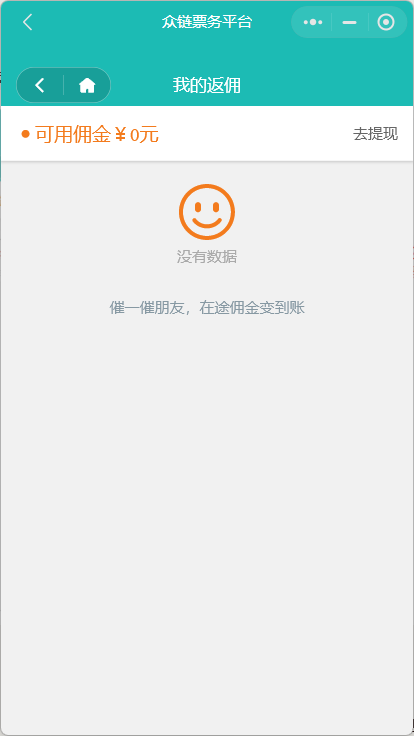 众链票务平台
我的返佣
可用佣金￥0元
去提现
没有数据
催一催朋友，在途佣金变到账